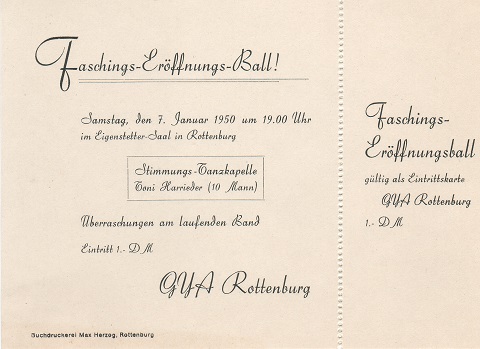 Faschings-Eröffnungs-Ball!
Samstag, den 7. Januar 1950 um 19.00 Uhr
im Eigenstetter-Saal in Rottenburg
Stimmungs-Tanzkapelle
Toni Harrieder (10 Mann)
Überraschungen am laufenden Band
Eintritt 1.- DM
GYA Rottenburg
Buchdruckerei Max Herzog, Rottenburg
Faschings-
Eröffnungsball
gültig als Eintrittskarte
GYA Rottenburg
1.- DM